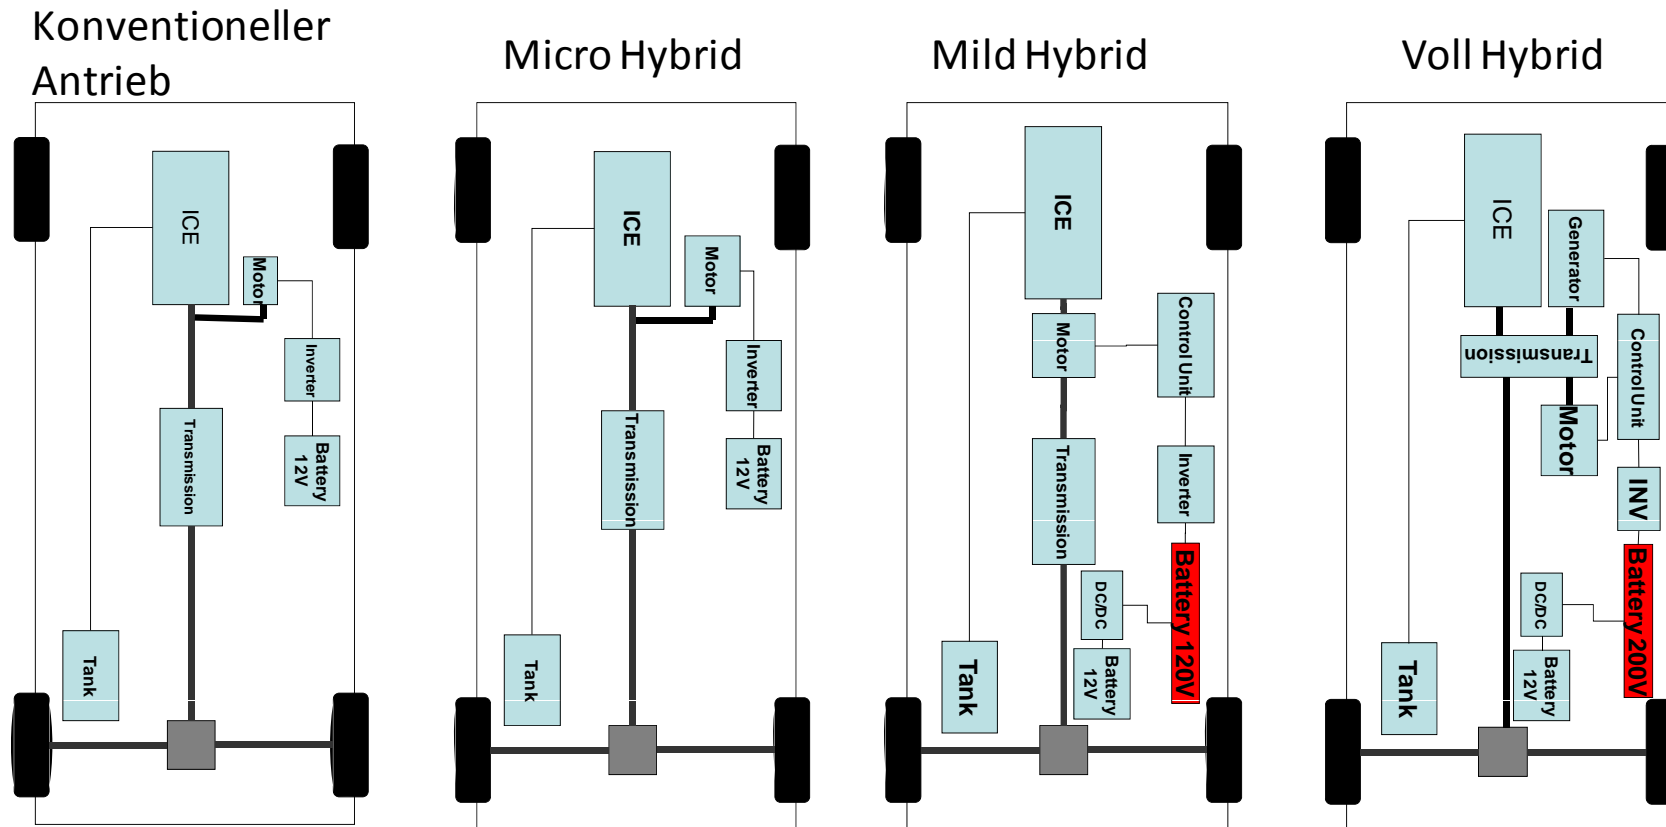 Konventioneller
Antrieb
ICE
Motor
Inverter
Transmission
Battery
12V
Tank
Micro Hybrid
ICE
Motor
Inverter
Transmission
Battery
12V
Tank
Mild Hybrid
ICE
Motor
Control Unit
Transmission
Inverter
Battery 120V
DC/DC
Battery
12V
Tank
Voll Hybrid
ICE
Generator
Transmission
Control Unit
Motor
INV
Battery 200V
DC/DC
Battery
12V
Tank